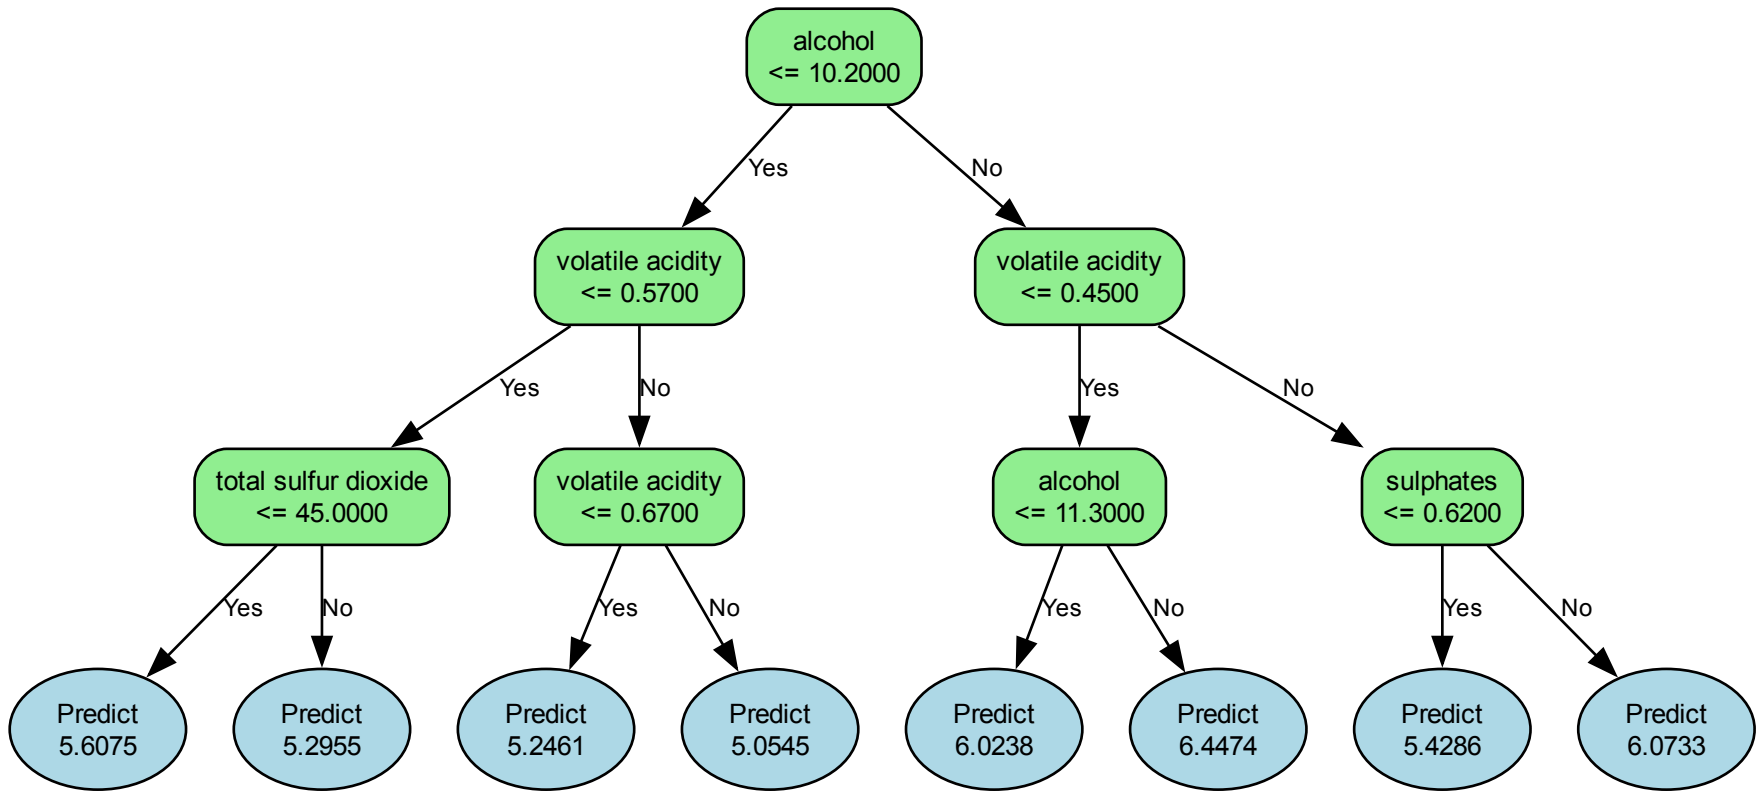 alcohol
<= 10.2000
Yes
No
volatile acidity
<= 0.5700
volatile acidity
<= 0.4500
Yes
No
Yes
No
total sulfur dioxide
<= 45.0000
volatile acidity
<= 0.6700
alcohol
<= 11.3000
sulphates
<= 0.6200
Yes
No
Yes
No
Yes
No
Yes
No
Predict
5.6075
Predict
5.2955
Predict
5.2461
Predict
5.0545
Predict
6.0238
Predict
6.4474
Predict
5.4286
Predict
6.0733